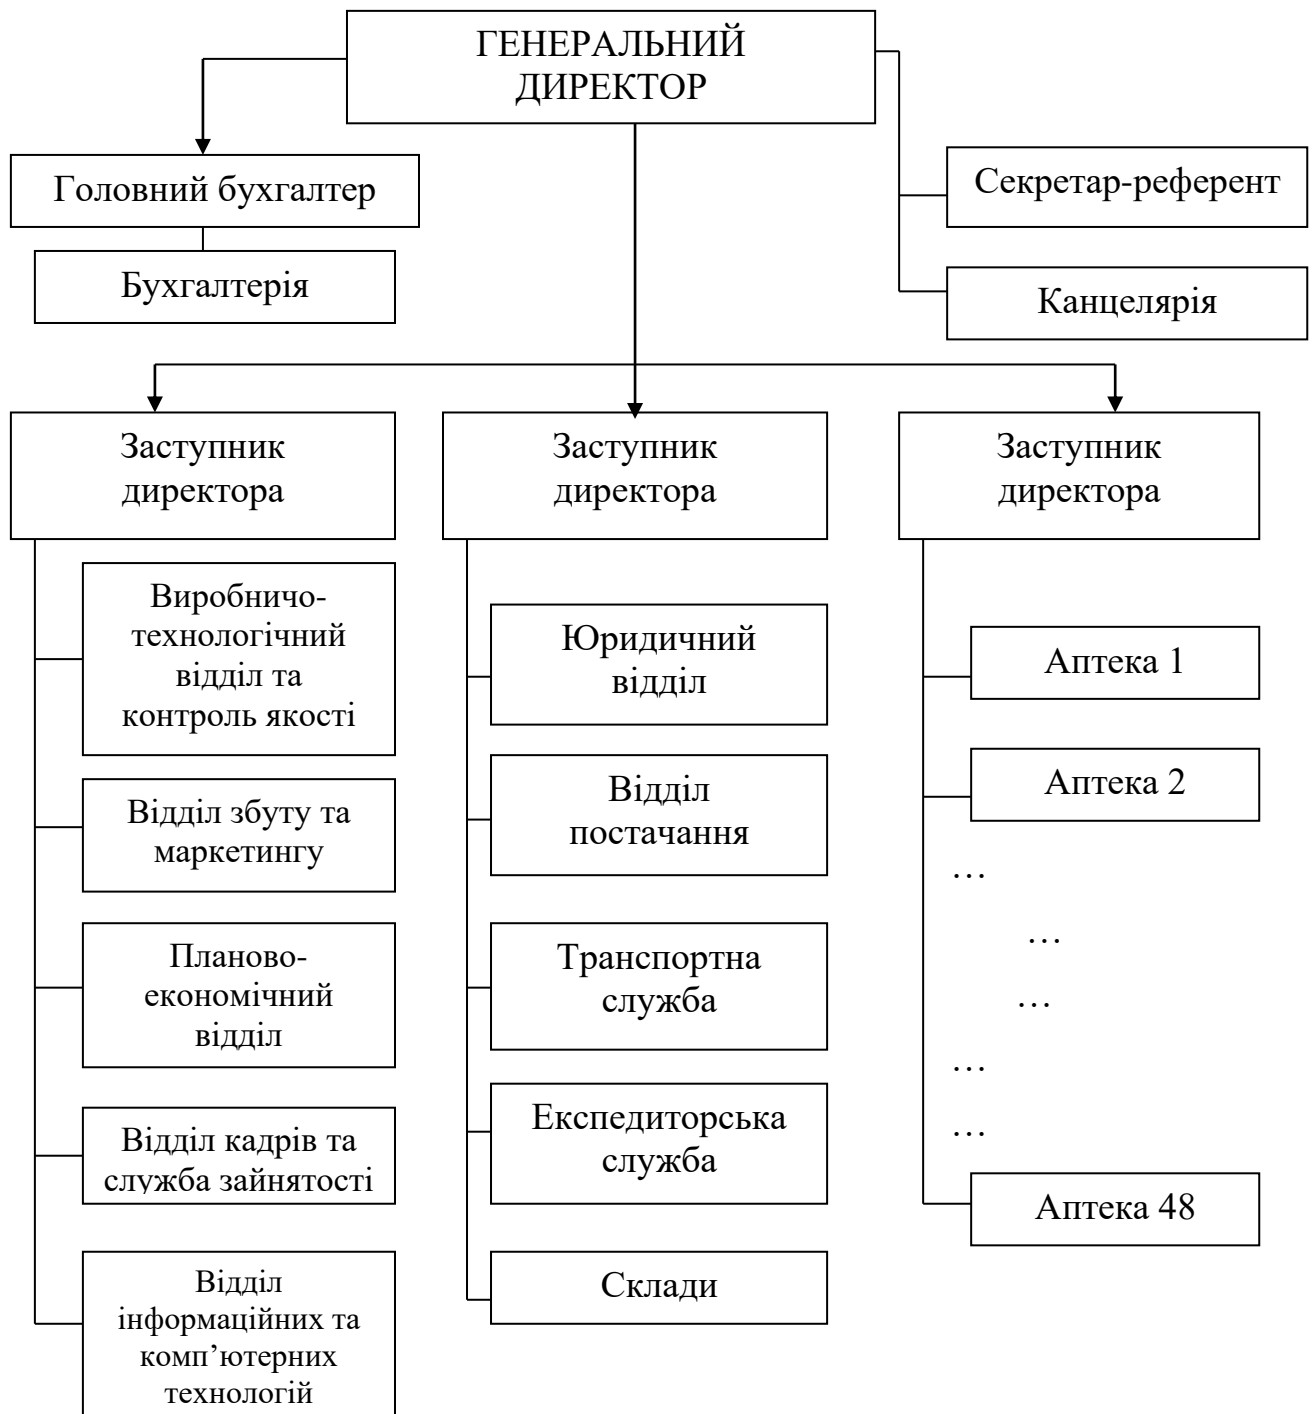 ГЕНЕРАЛЬНИЙ
ДИРЕКТОР
Головний бухгалтер
Бухгалтерія
Секретар-референт
Канцелярія
Заступник
директора
Виробничо-
технологічний
відділ та
контроль якості
Відділ збуту та
маркетингу
Планово-
економічний
відділ
Відділ кадрів та
служба зайнятості
Відділ
інформаційних та
комп’ютерних
технологій
Заступник
директора
Юридичний
відділ
Відділ
постачання
Транспортна
служба
Експедиторська
служба
Склади
Заступник
директора
Аптека 1
Аптека 2
…
…
…
…
…
Аптека 48